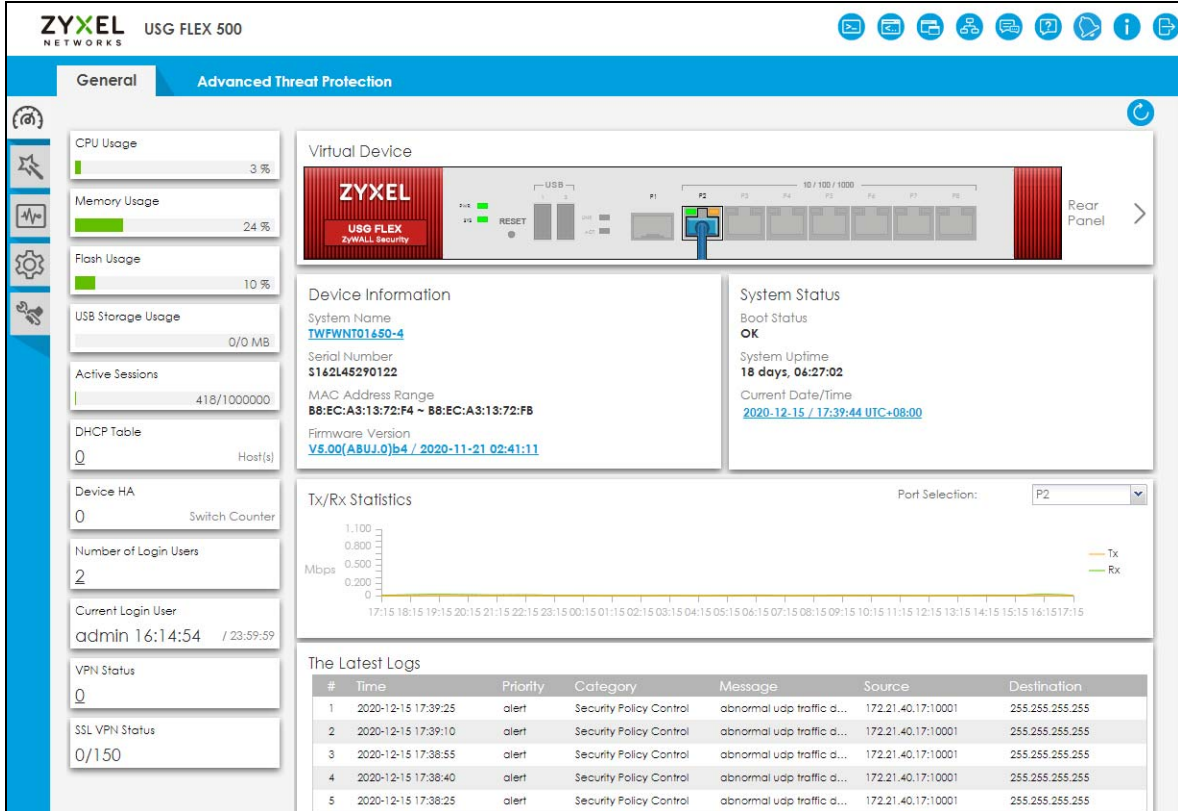 ZYXEL
NETWORKS
USG FLEX 500
General
Advanced Threat Protection
CPU Usage
3 %
Memory Usage
24 %
Flash Usage
10 %
USB Storage Usage
0/0 MB
Active Sessions
418/1000000
DHCP Table
0 Host(s)
Device HA
0 Switch Counter
Number of Login Users
2
Current Login User
admin 16:14:54 / 23:59:59
VPN Status
0
SSL VPN Status
0/150
Virtual Device
ZYXEL
USG FLEX
ZyWALL Security
PWR
SYS
RESET
USB
1 2
P1
10 / 100 / 1000
P2 P3 P4 P5 P6 P7 P8
Rear
Panel
Device Information
System Name
TWFWNT01650-4
Serial Number
S162L45290122
MAC Address Range
B8:EC:A3:13:72:F4 ~ B8:EC:A3:13:72:FB
Firmware Version
V5.00(ABUJ.0)b4 / 2020-11-21 02:41:11
System Status
Boot Status
OK
System Uptime
18 days, 06:27:02
Current Date/Time
2020-12-15 / 17:39:44 UTC+08:00
Tx/Rx Statistics
Port Selection: P2
Mbps
1.100
0.800
0.500
0.200
0
17:15 18:15 19:15 20:15 21:15 22:15 23:15 00:15 01:15 02:15 03:15 04:15 05:15 06:15 07:15 08:15 09:15 10:15 11:15 12:15 13:15 14:15 15:15 16:15 17:15
Tx
Rx
The Latest Logs
# Time Priority Category Message Source Destination
1 2020-12-15 17:39:25 alert Security Policy Control abnormal udp traffic d... 172.21.40.17:10001 255.255.255.255
2 2020-12-15 17:39:10 alert Security Policy Control abnormal udp traffic d... 172.21.40.17:10001 255.255.255.255
3 2020-12-15 17:38:55 alert Security Policy Control abnormal udp traffic d... 172.21.40.17:10001 255.255.255.255
4 2020-12-15 17:38:40 alert Security Policy Control abnormal udp traffic d... 172.21.40.17:10001 255.255.255.255
5 2020-12-15 17:38:25 alert Security Policy Control abnormal udp traffic d... 172.21.40.17:10001 255.255.255.255